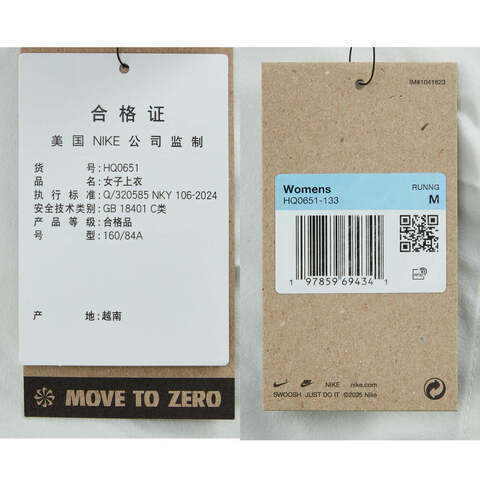 合格证
美国 NIKE 公司监制
货号:HQ0651
品名:女子上衣
执行标准:Q/320585 NKY 106-2024
安全技术类别:GB 18401 C类
产品等级:合格品
号型:160/84A
产地:越南
MOVE TO ZERO
IM#1041823
Womens
HQ0651-133
RUNNG
M
1 97859 69434 1
.NIKE nike.com
SWOOSH JUST DO IT ©2025 Nike